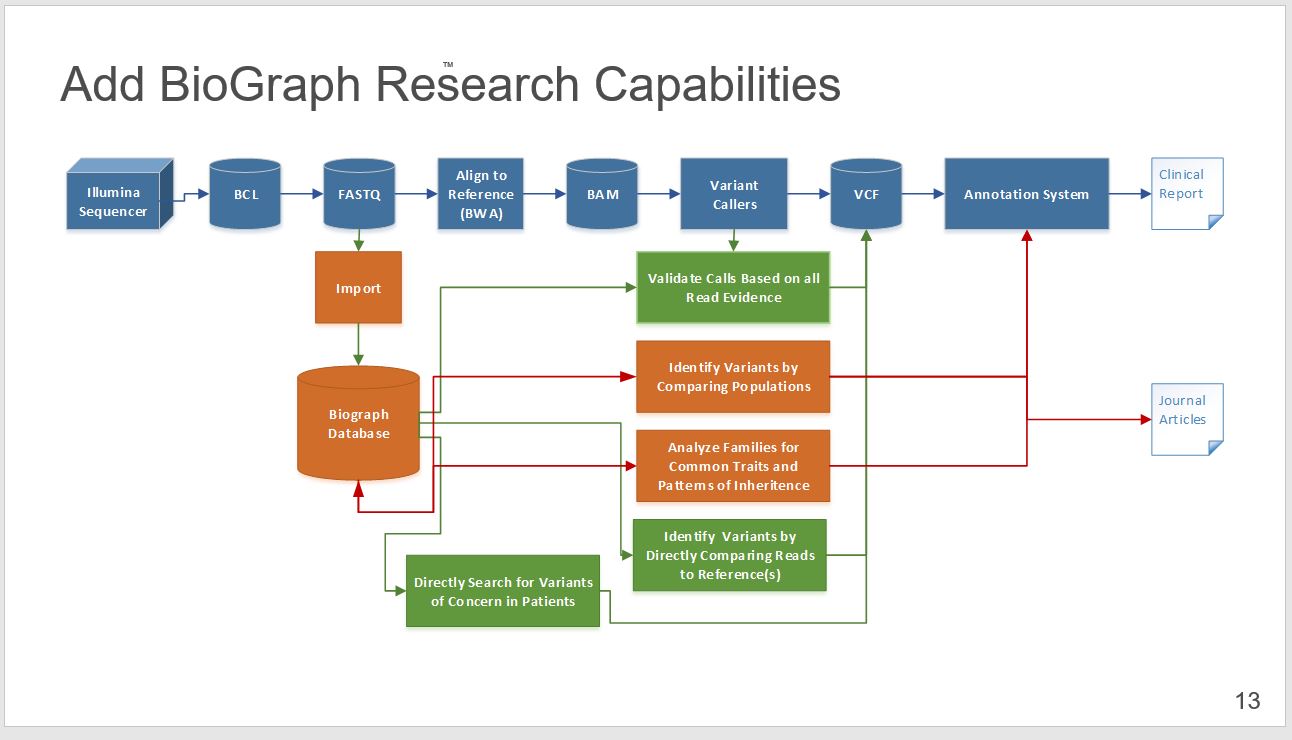 ™
Add BioGraph Research Capabilities
Illumina
Sequencer
BCL
FASTQ
Align to
Reference
(BWA)
BAM
Variant
Callers
VCF
Annotation System
Clinical
Report
Import
Validate Calls Based on all
Read Evidence
Identify Variants by
Comparing Populations
Biograph
Database
Journal
Articles
Analyze Families for
Common Traits and
Patterns of Inheritence
Identify Variants by
Directly Comparing Reads
to Reference(s)
Directly Search for Variants
of Concern in Patients
13